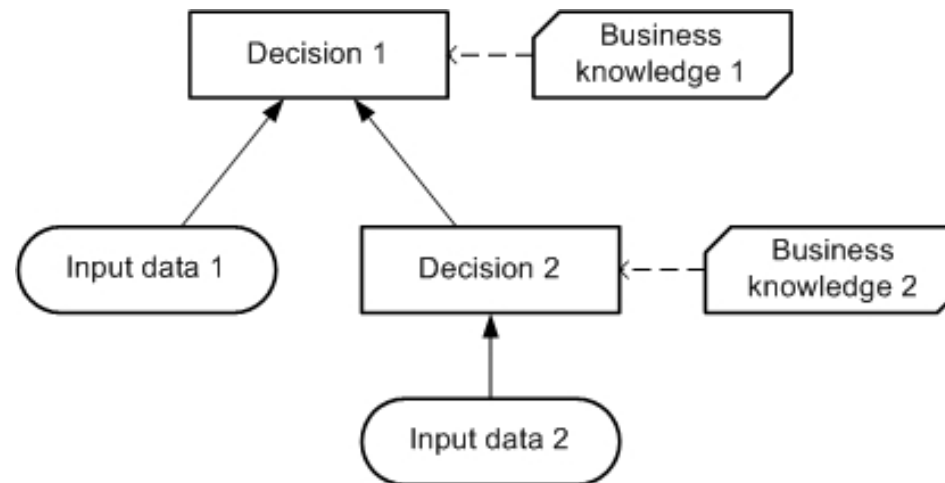 Decision 1
Business
knowledge 1
Input data 1
Decision 2
Business
knowledge 2
Input data 2